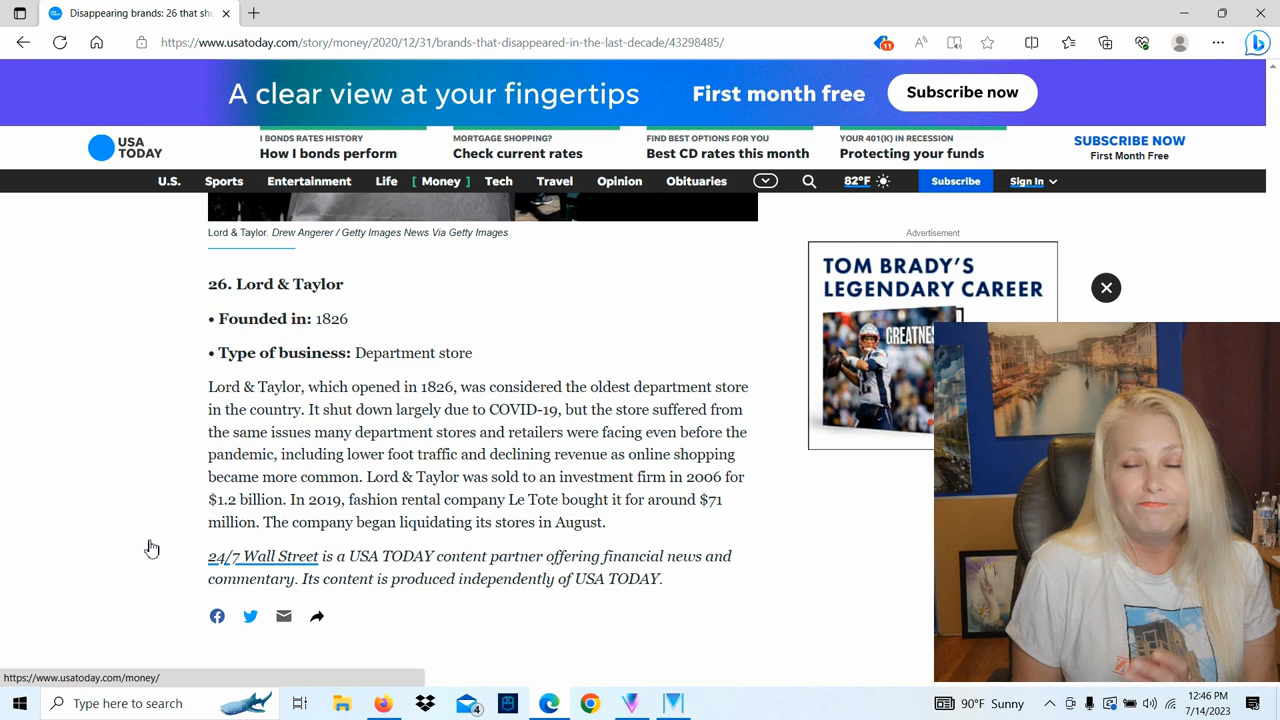 Disappearing brands: 26 that shu
https://www.usatoday.com/story/money/2020/12/31/brands-that-disappeared-in-the-last-decade/43298485/
11
A clear view at your fingertips
First month free
Subscribe now
USA
TODAY
I BONDS RATES HISTORY
How I bonds perform
MORTGAGE SHOPPING?
Check current rates
FIND BEST OPTIONS FOR YOU
Best CD rates this month
YOUR 401(K) IN RECESSION
Protecting your funds
SUBSCRIBE NOW
First Month Free
U.S. Sports Entertainment Life [ Money ] Tech Travel Opinion Obituaries 82°F Subscribe Sign In
Lord & Taylor. Drew Angerer / Getty Images News Via Getty Images
Advertisement
TOM BRADY'S
LEGENDARY CAREER
GREATNES
26. Lord & Taylor
• Founded in: 1826
• Type of business: Department store
Lord & Taylor, which opened in 1826, was considered the oldest department store
in the country. It shut down largely due to COVID-19, but the store suffered from
the same issues many department stores and retailers were facing even before the
pandemic, including lower foot traffic and declining revenue as online shopping
became more common. Lord & Taylor was sold to an investment firm in 2006 for
$1.2 billion. In 2019, fashion rental company Le Tote bought it for around $71
million. The company began liquidating its stores in August.
24/7 Wall Street is a USA TODAY content partner offering financial news and
commentary. Its content is produced independently of USA TODAY.
https://www.usatoday.com/money/
Type here to search
4
90°F Sunny
12:46 PM
7/14/2023